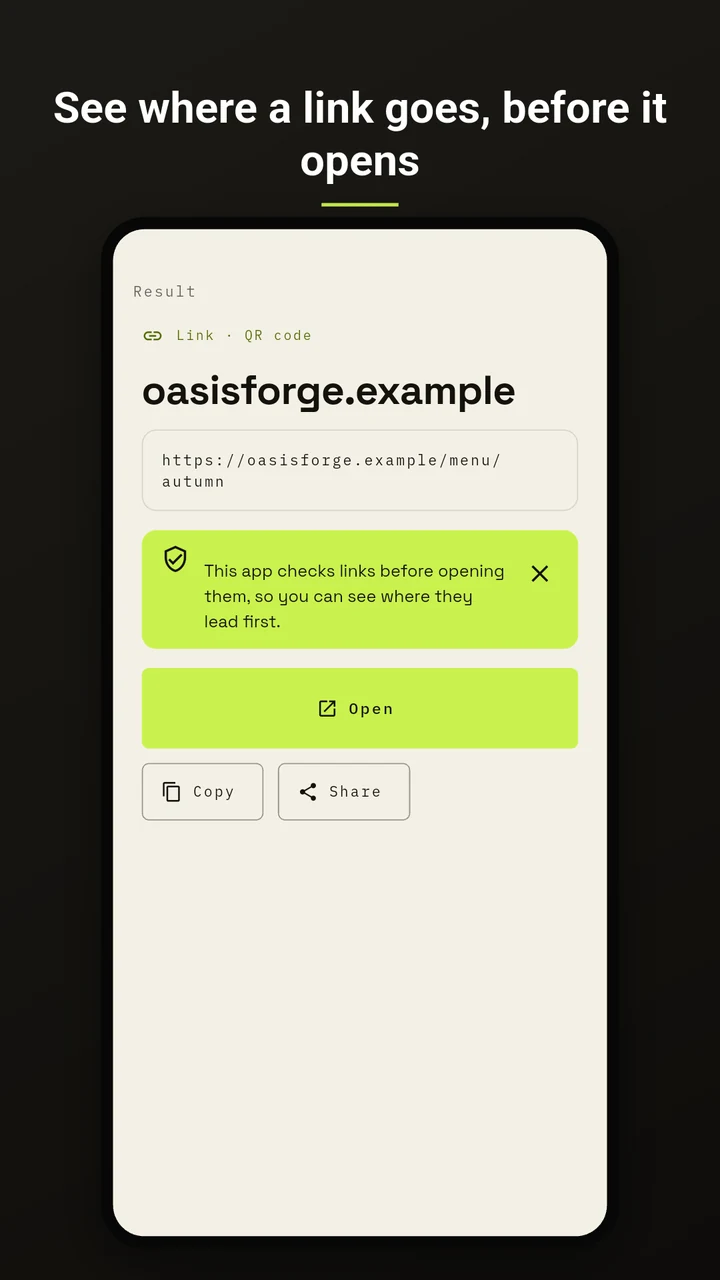 See where a link goes, before it
opens
Result
Link · QR code
oasisforge.example
https://oasisforge.example/menu/
autumn
This app checks links before opening
them, so you can see where they
lead first.
Open
Copy
Share